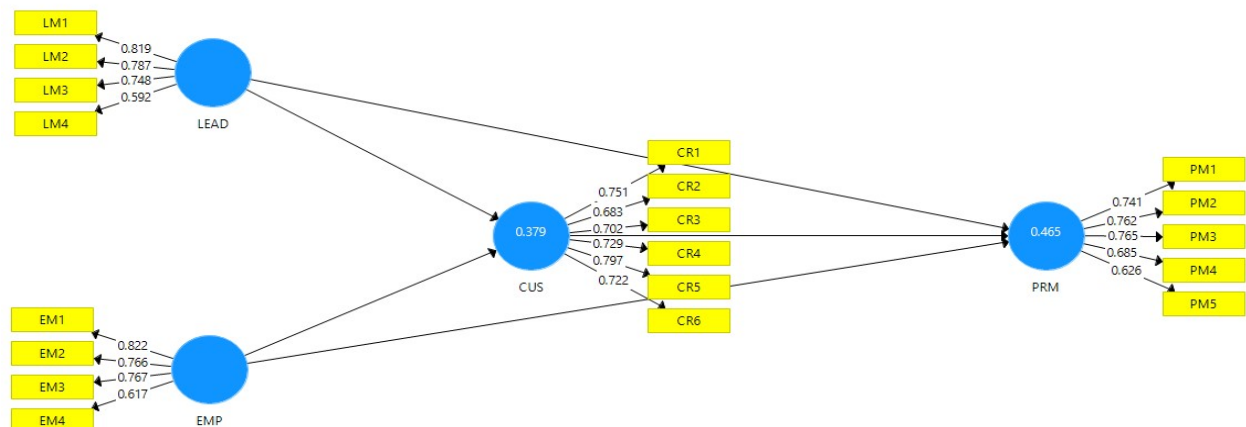 LM1
0.819
LM2
0.787
LM3
0.748
LM4
0.592
LEAD
CR1
0.751
CR2
0.683
CR3
0.702
CR4
0.729
CR5
0.797
CR6
0.722
0.379
CUS
PM1
0.741
PM2
0.762
PM3
0.765
PM4
0.685
PM5
0.626
0.465
PRM
EM1
0.822
EM2
0.766
EM3
0.767
EM4
0.617
EMP